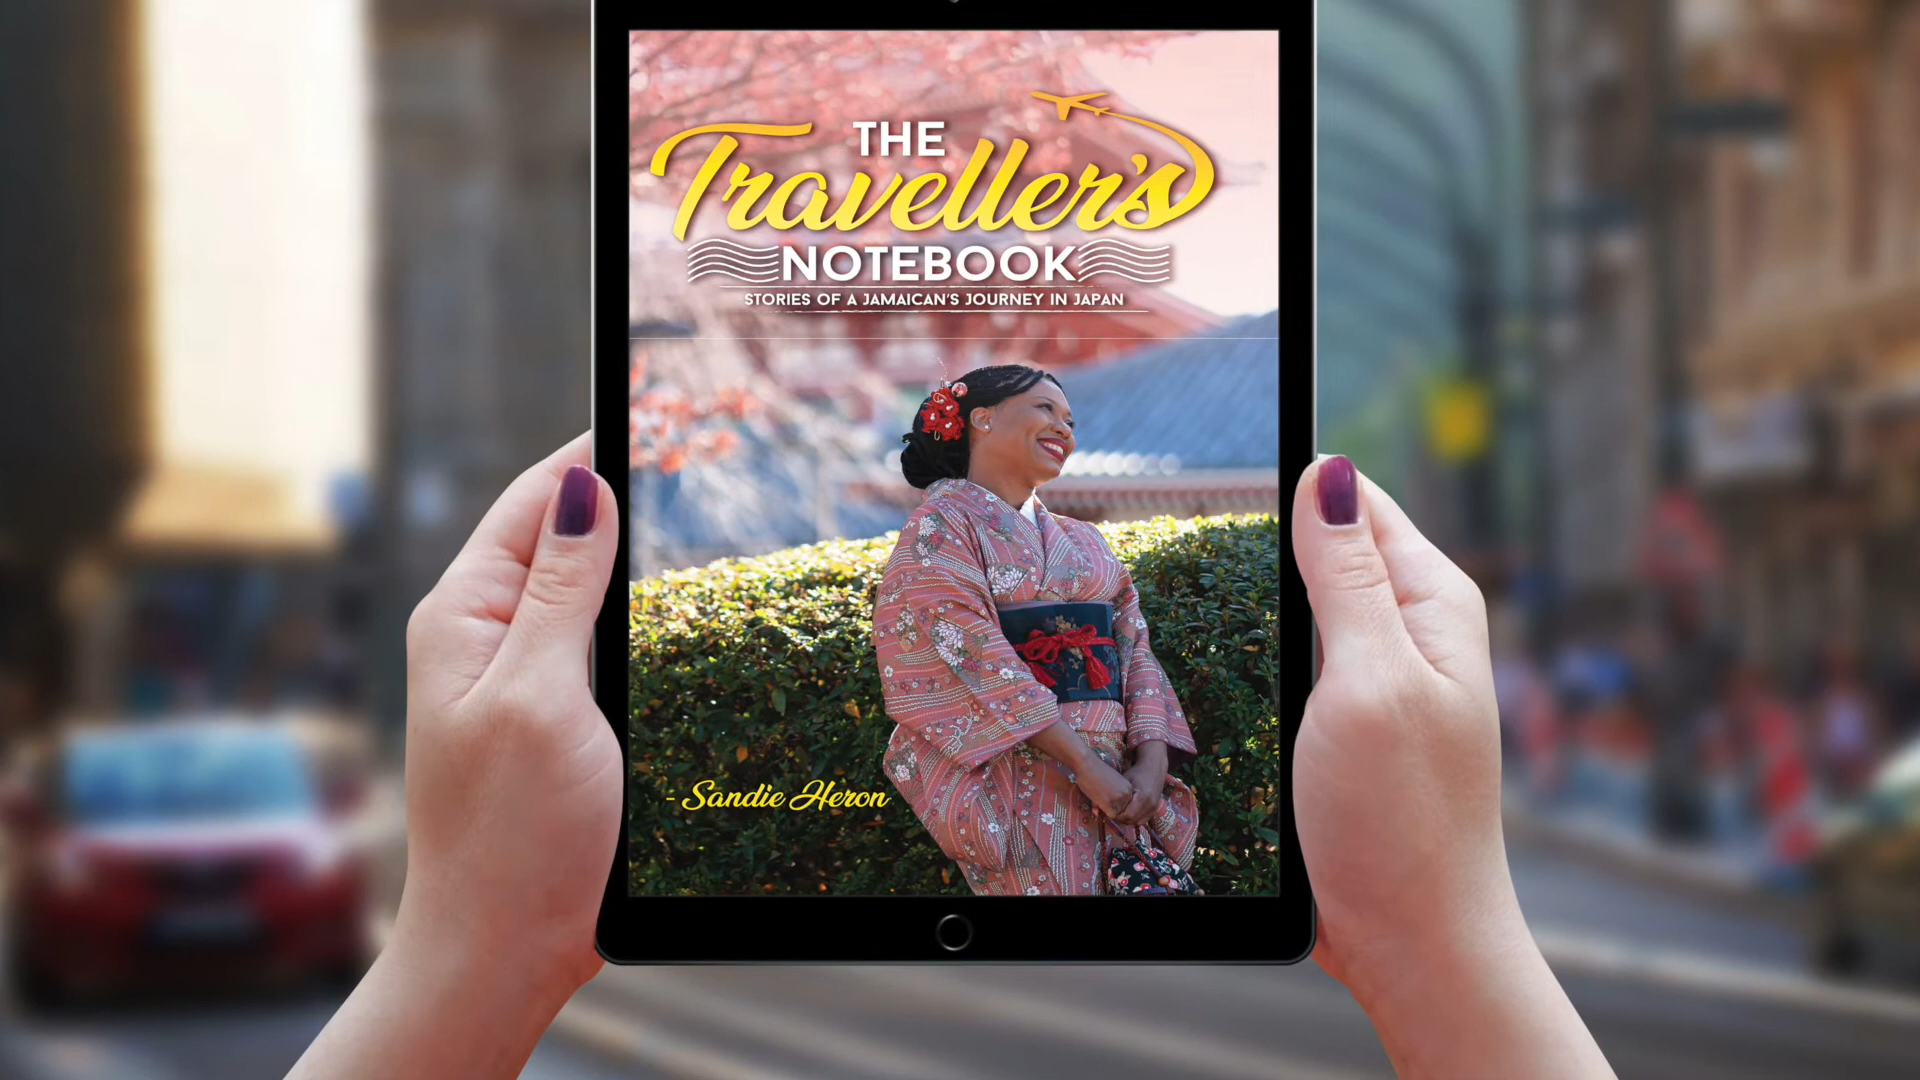 THE
Traveller's
NOTEBOOK
STORIES OF A JAMAICAN'S JOURNEY IN JAPAN
- Sandie Heron